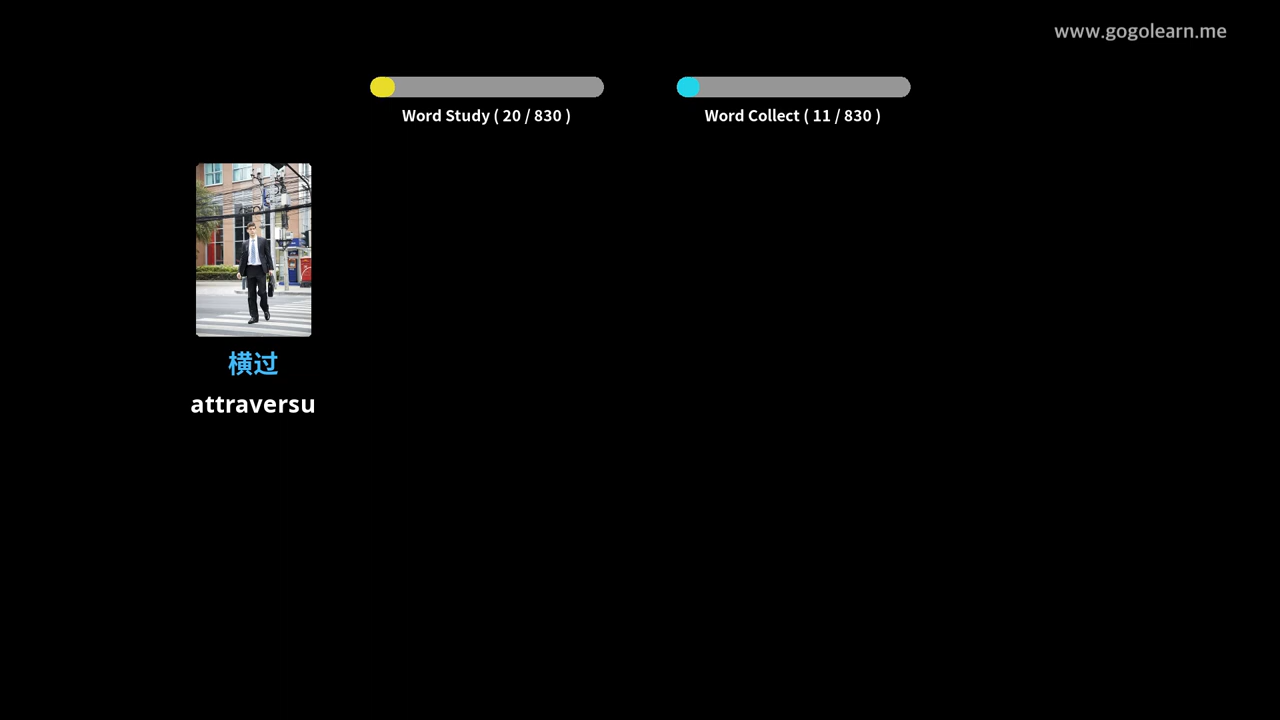 www.gogolearn.me
Word Study ( 20 / 830 )
Word Collect ( 11 / 830 )
横过
attraversu